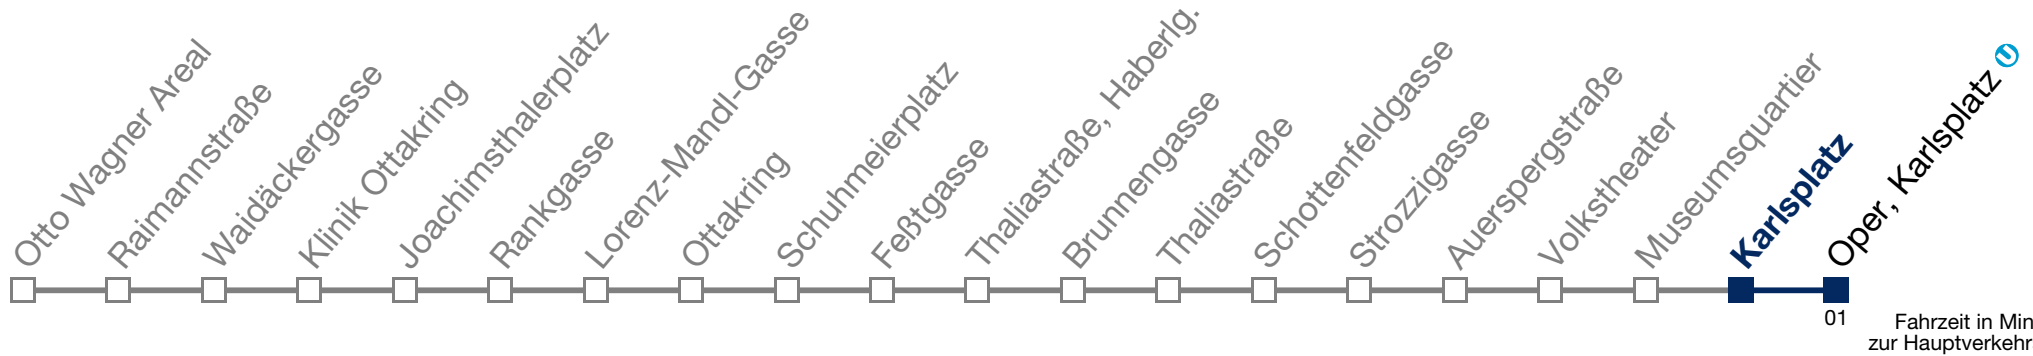 Otto Wagner Areal
Raimannstraße
Waidäckergasse
Klinik Ottakring
Joachimsthalerplatz
Rankgasse
Lorenz-Mandl-Gasse
Ottakring
Schuhmeierplatz
Feßtgasse
Thaliastraße, Haberlg.
Brunnengasse
Thaliastraße
Schottenfeldgasse
Strozzigasse
Auerspergstraße
Volkstheater
Museumsquartier
Karlsplatz
Oper, Karlsplatz U
01
Fahrzeit in Min
zur Hauptverkehr